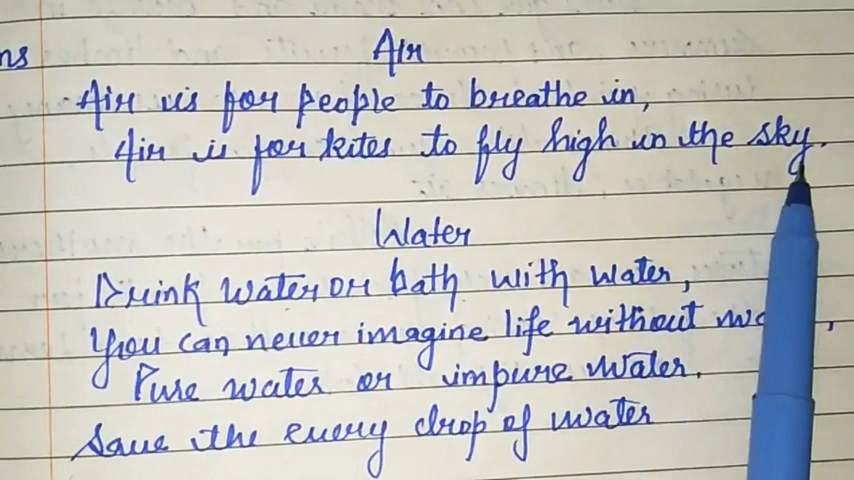 Air
Air is for people to breathe in,
Air is for kites to fly high in the sky.
Water
Drink water or bath with water,
You can never imagine life without
Pure water or impure water.
Save the every drop of water